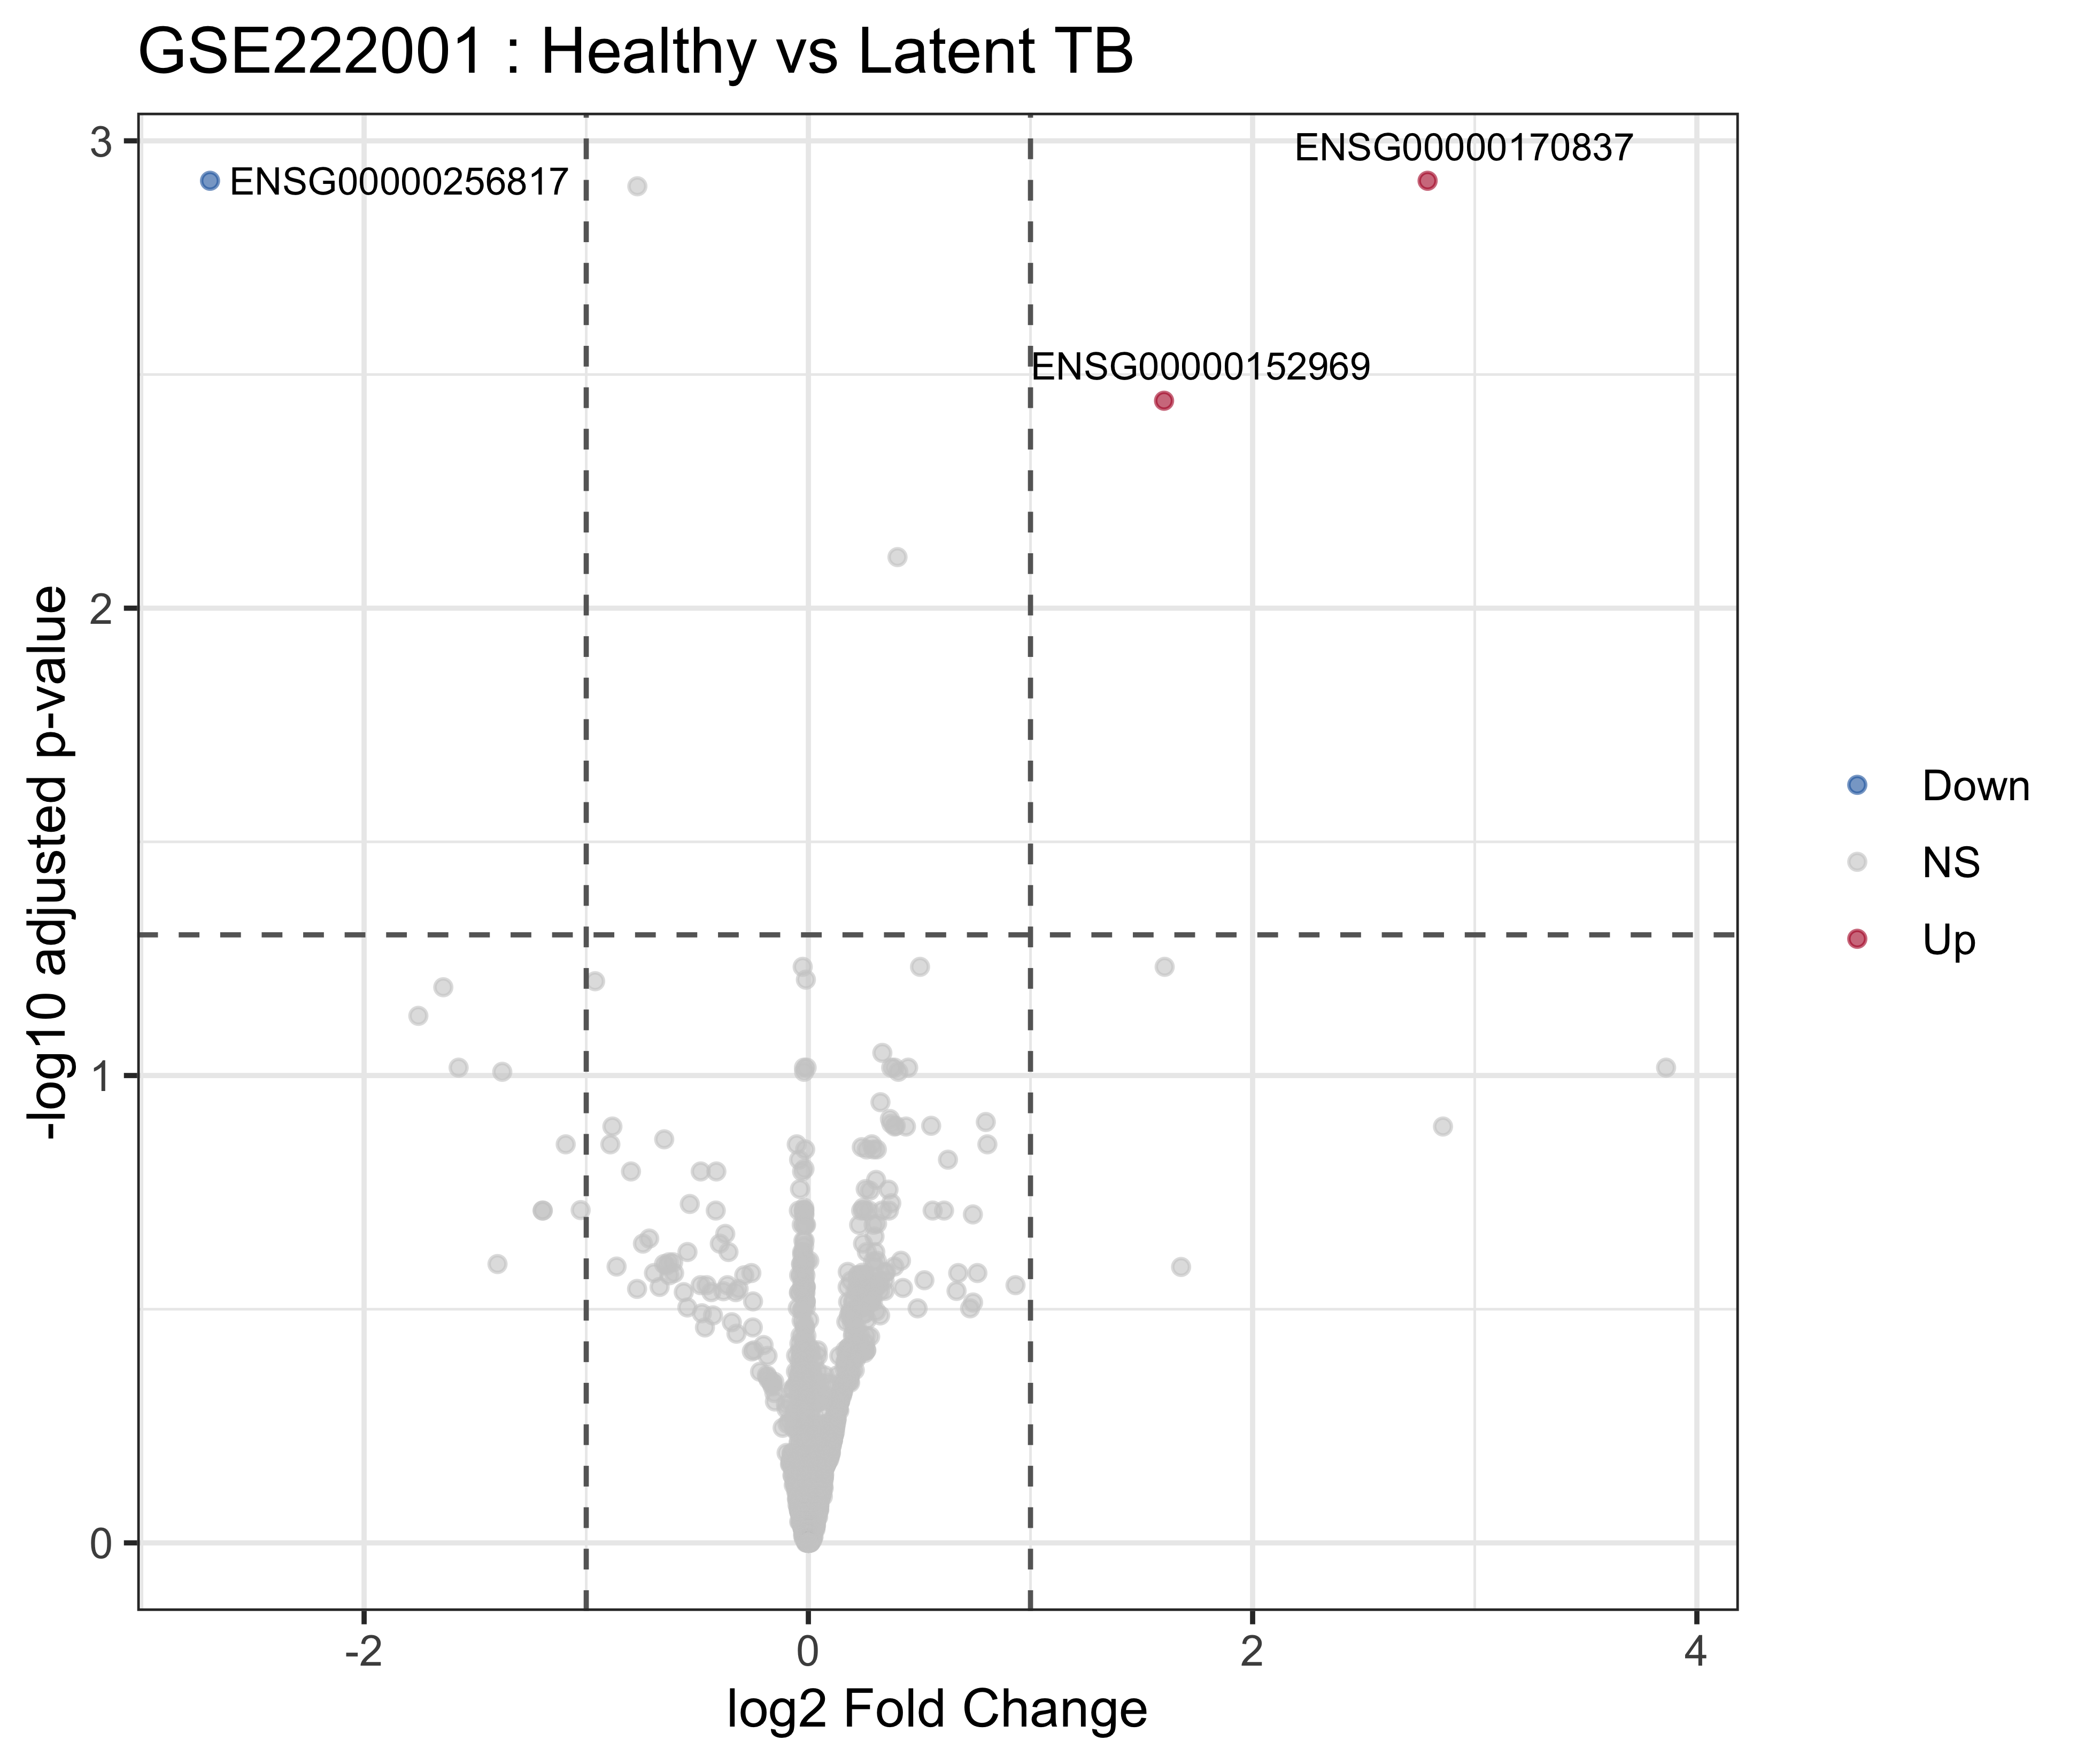 GSE222001 : Healthy vs Latent TB
3
2
1
0
-log10 adjusted p-value
ENSG00000256817
ENSG00000170837
ENSG00000152969
-2
0
2
4
log2 Fold Change
Down
NS
Up